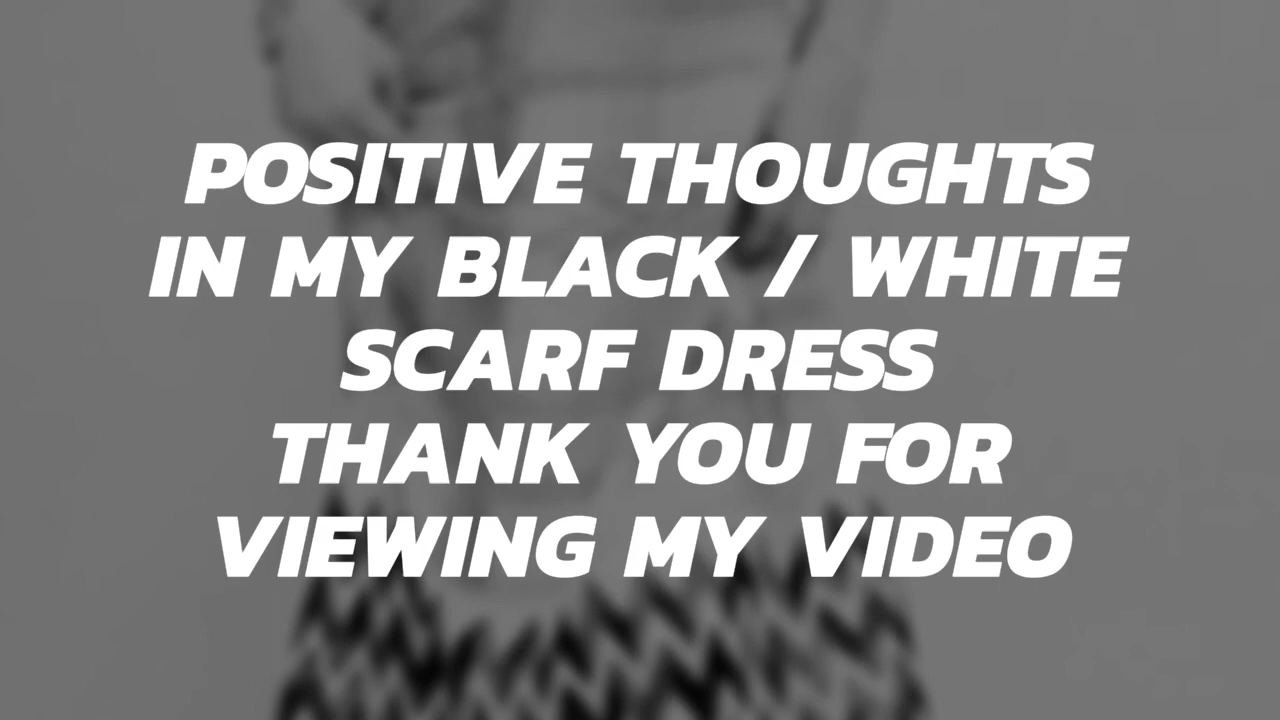 POSITIVE THOUGHTS
IN MY BLACK / WHITE
SCARF DRESS
THANK YOU FOR
VIEWING MY VIDEO